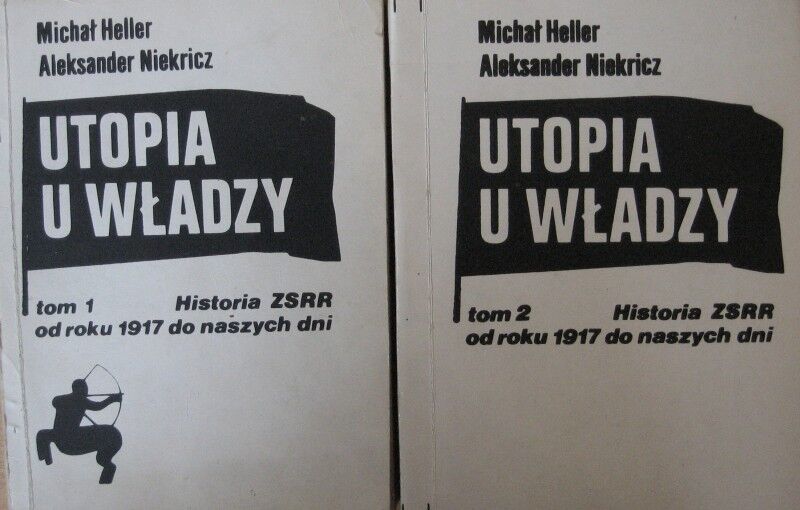 Michał Heller
Aleksander Niekricz
UTOPIA
U WŁADZY
tom 1 Historia ZSRR
od roku 1917 do naszych dni
Michał Heller
Aleksander Niekricz
UTOPIA
U WŁADZY
tom 2 Historia ZSRR
od roku 1917 do naszych dni